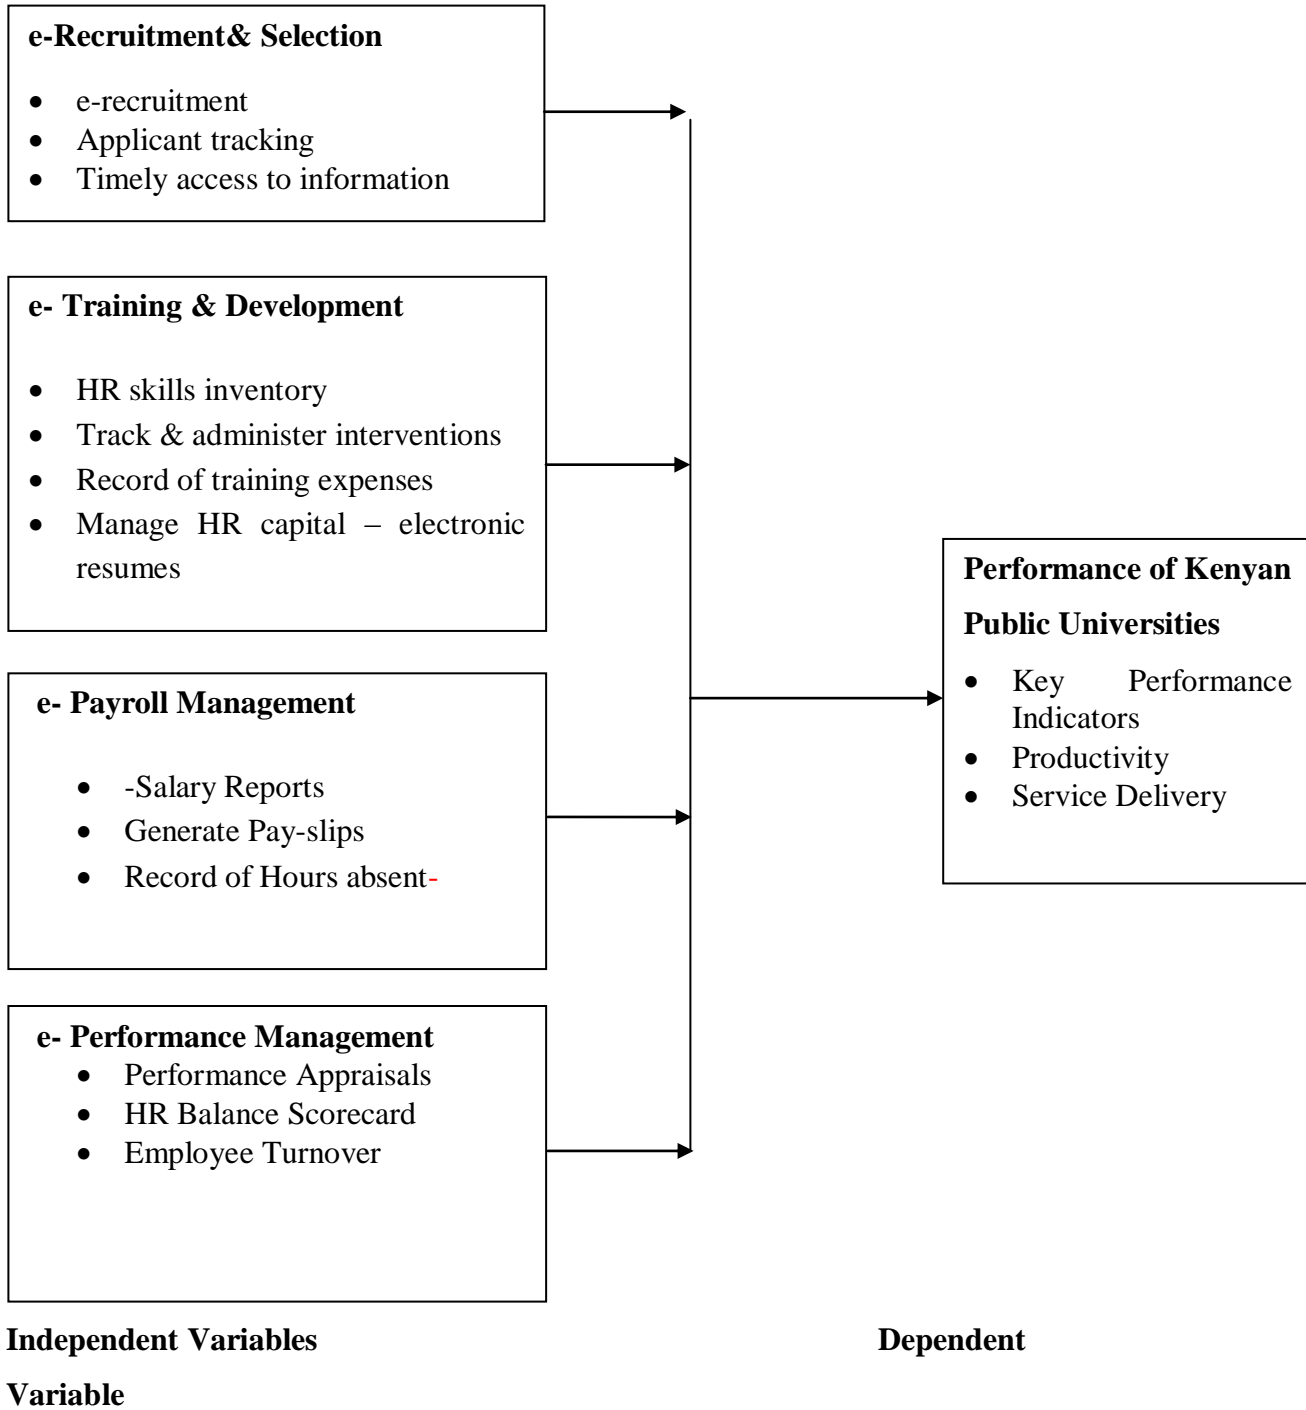 e-Recruitment& Selection
• e-recruitment
• Applicant tracking
• Timely access to information
e- Training & Development
• HR skills inventory
• Track & administer interventions
• Record of training expenses
• Manage HR capital – electronic
resumes
e- Payroll Management
• -Salary Reports
• Generate Pay-slips
• Record of Hours absent-
e- Performance Management
• Performance Appraisals
• HR Balance Scorecard
• Employee Turnover
Performance of Kenyan
Public Universities
• Key Performance
Indicators
• Productivity
• Service Delivery
Independent Variables Dependent
Variable